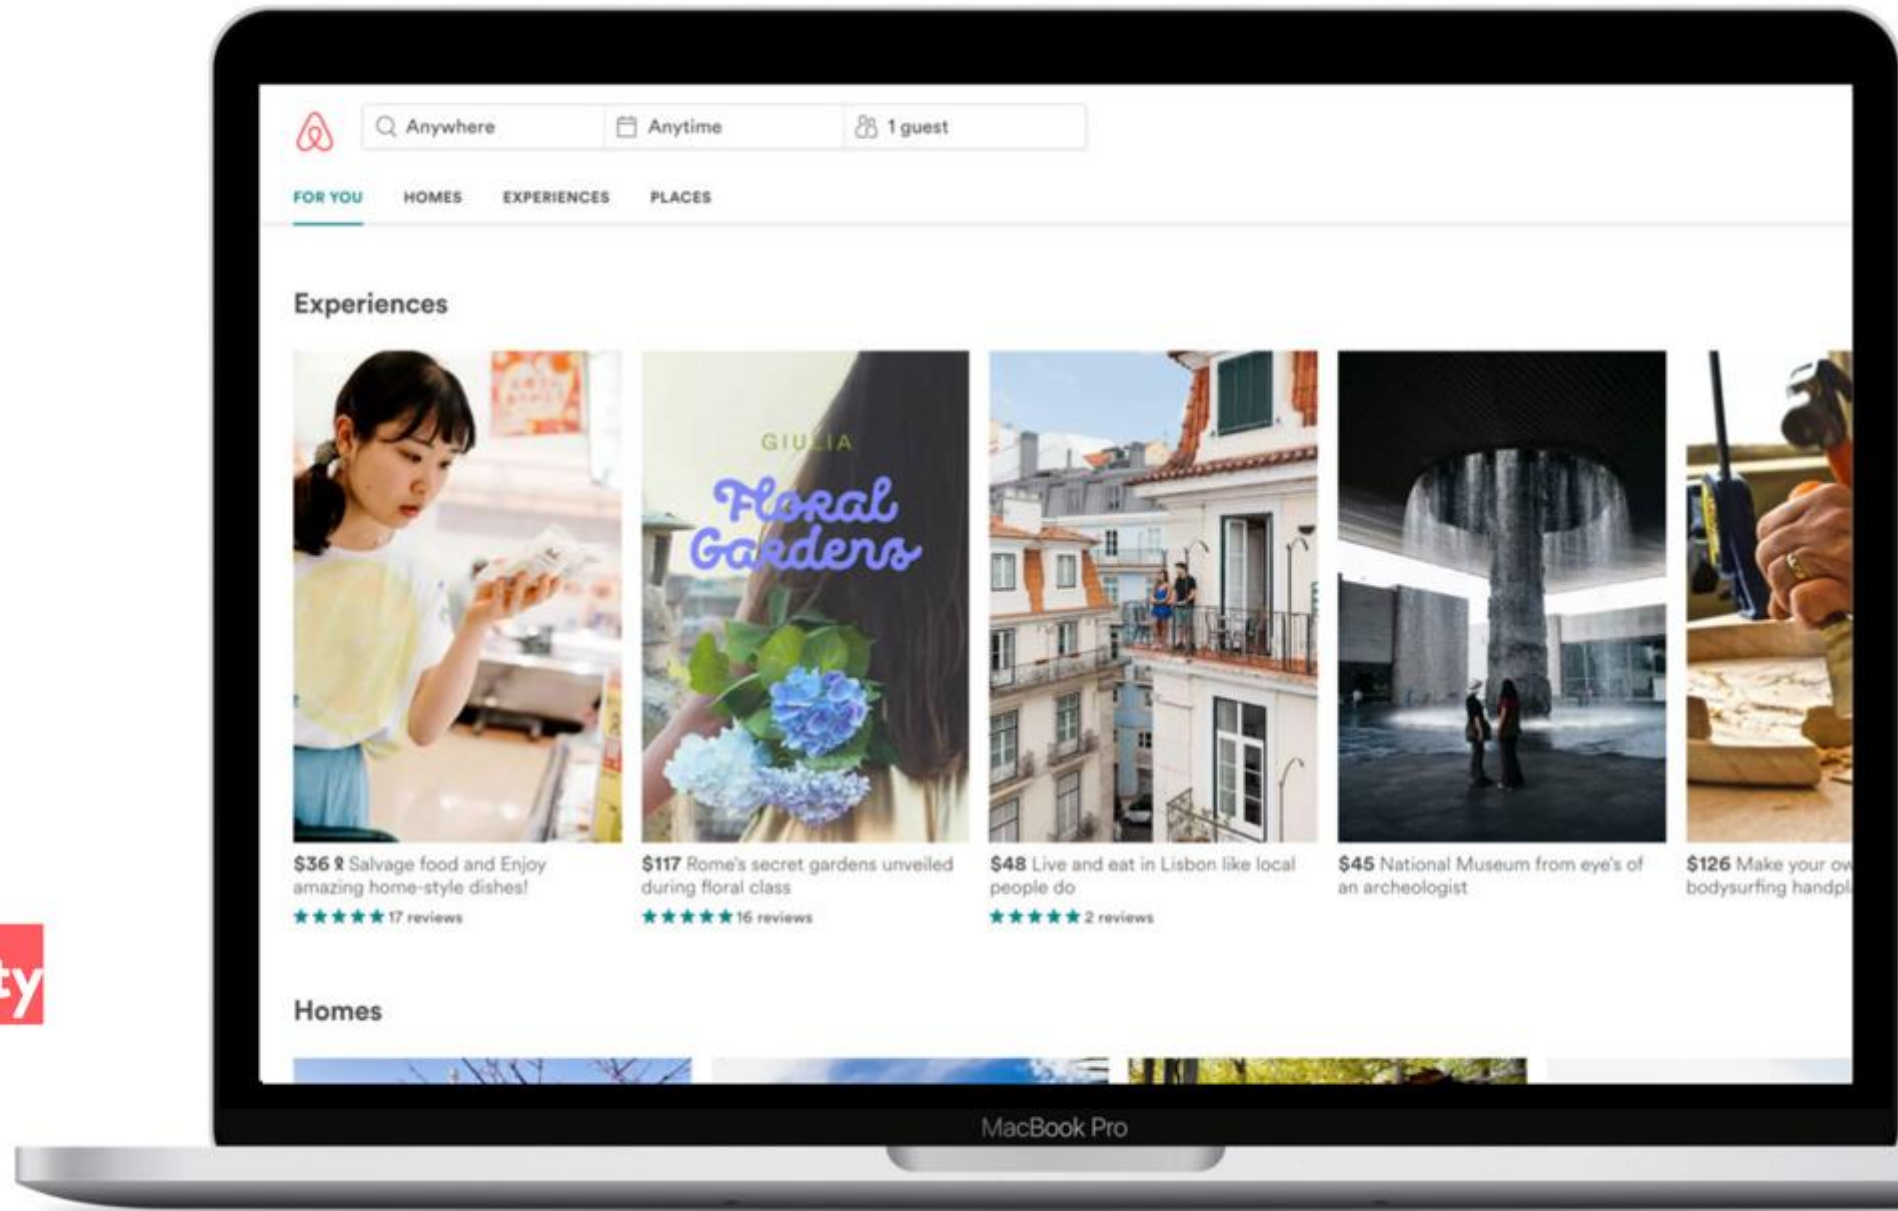 Anywhere
Anytime
1 guest
FOR YOU
HOMES
EXPERIENCES
PLACES
Experiences
GIULIA
Floral
Gardens
$36 Salvage food and Enjoy
amazing home-style dishes!
17 reviews
$117 Rome's secret gardens unveiled
during floral class
16 reviews
$48 Live and eat in Lisbon like local
people do
2 reviews
$45 National Museum from eye's of
an archeologist
$126 Make your ow
bodysurfing handpl
ty
Homes
MacBook Pro